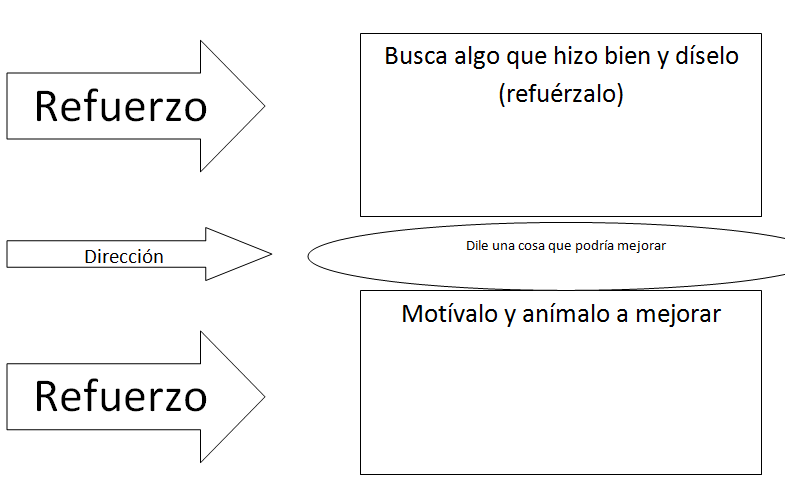 Refuerzo
Busca algo que hizo bien y díselo
(refuérzalo)
Dirección
Dile una cosa que podría mejorar
Refuerzo
Motívalo y anímalo a mejorar